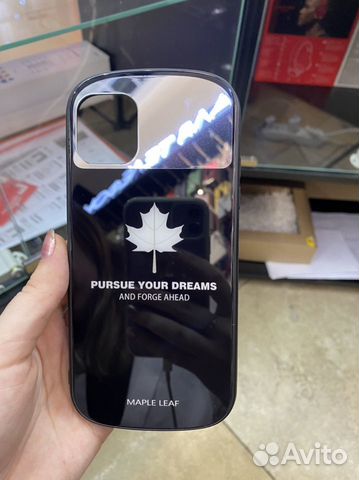 PURSUE YOUR DREAMS
AND FORGE AHEAD
MAPLE LEAF
Avito